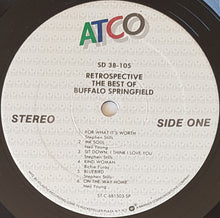 ATCO
SD 38-105
RETROSPECTIVE
THE BEST OF
BUFFALO SPRINGFIELD
STEREO
SIDE ONE
1. FOR WHAT IT'S WORTH
Stephen Stills
2. MR. SOUL
Neil Young
3. SIT DOWN, I THINK I LOVE YOU
Stephen Stills
4. KIND WOMAN
Richie Furay
5. BLUEBIRD
Stephen Stills
6. ON THE WAY HOME
Neil Young
ST C 681503 SP